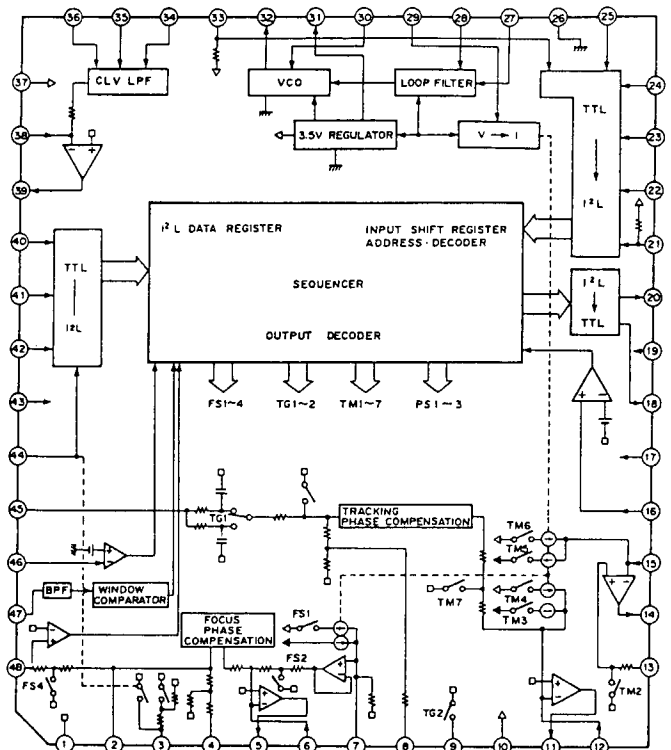 36 35 34 33 32 31 30 29 28 27 26 25
CLV LPF
VCO
LOOP FILTER
37
24
3.5V REGULATOR
V → I
TTL
↓
I²L
38
23
39
22
I²L DATA REGISTER
INPUT SHIFT REGISTER
ADDRESS·DECODER
21
40
TTL
I²L
SEQUENCER
I²L
↓
TTL
20
41
OUTPUT DECODER
42
19
43
FS1~4 TG1~2 TM1~7 PS1~3
18
44
17
45
TG1
TRACKING
PHASE COMPENSATION
16
TM6
TM5
46
15
47
BPF
WINDOW
COMPARATOR
FOCUS
PHASE
COMPENSATION
FS1
TM7
TM4
TM3
14
48
FS4
FS2
TG2
TM2
13
1 2 3 4 5 6 7 8 9 10 11 12